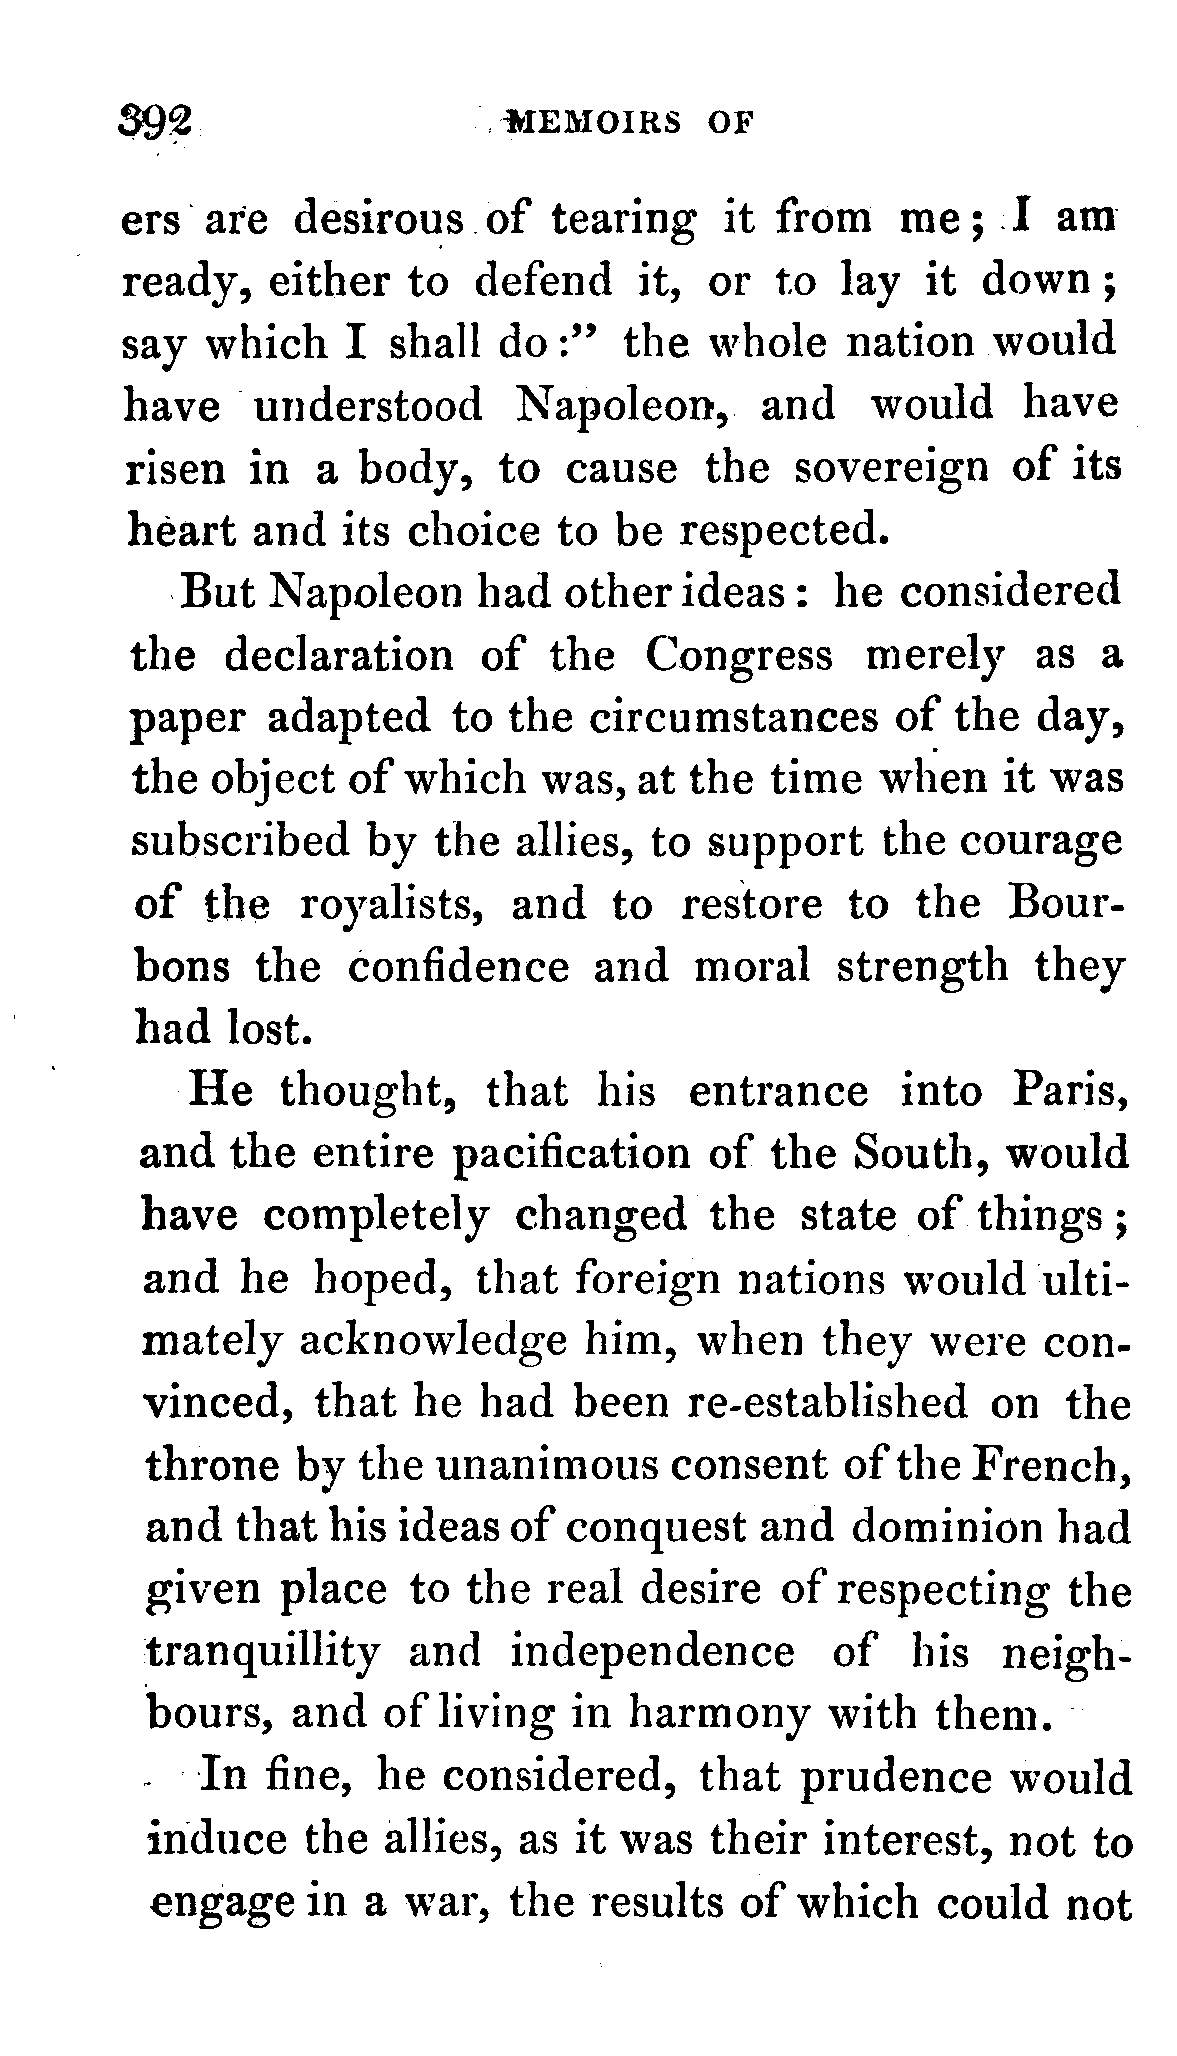 392 MEMOIRS OF
ers are desirous of tearing it from me; I am
ready, either to defend it, or to lay it down;
say which I shall do:" the whole nation would
have understood Napoleon, and would have
risen in a body, to cause the sovereign of its
heart and its choice to be respected.
But Napoleon had other ideas: he considered
the declaration of the Congress merely as a
paper adapted to the circumstances of the day,
the object of which was, at the time when it was
subscribed by the allies, to support the courage
of the royalists, and to restore to the Bour-
bons the confidence and moral strength they
had lost.
He thought, that his entrance into Paris,
and the entire pacification of the South, would
have completely changed the state of things;
and he hoped, that foreign nations would ulti-
mately acknowledge him, when they were con-
vinced, that he had been re-established on the
throne by the unanimous consent of the French,
and that his ideas of conquest and dominion had
given place to the real desire of respecting the
tranquillity and independence of his neigh-
bours, and of living in harmony with them.
In fine, he considered, that prudence would
induce the allies, as it was their interest, not to
engage in a war, the results of which could not